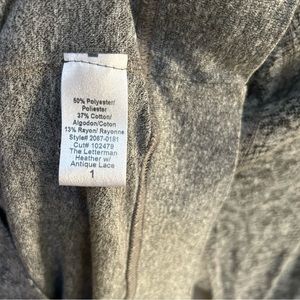 50% Polyester/
Poliester
37% Cotton/
Algodon/Coton
13% Rayon/ Rayonne
Style# 2087-0191
Cut# 102479
The Letterman
Heather w/
Antique Lace
1